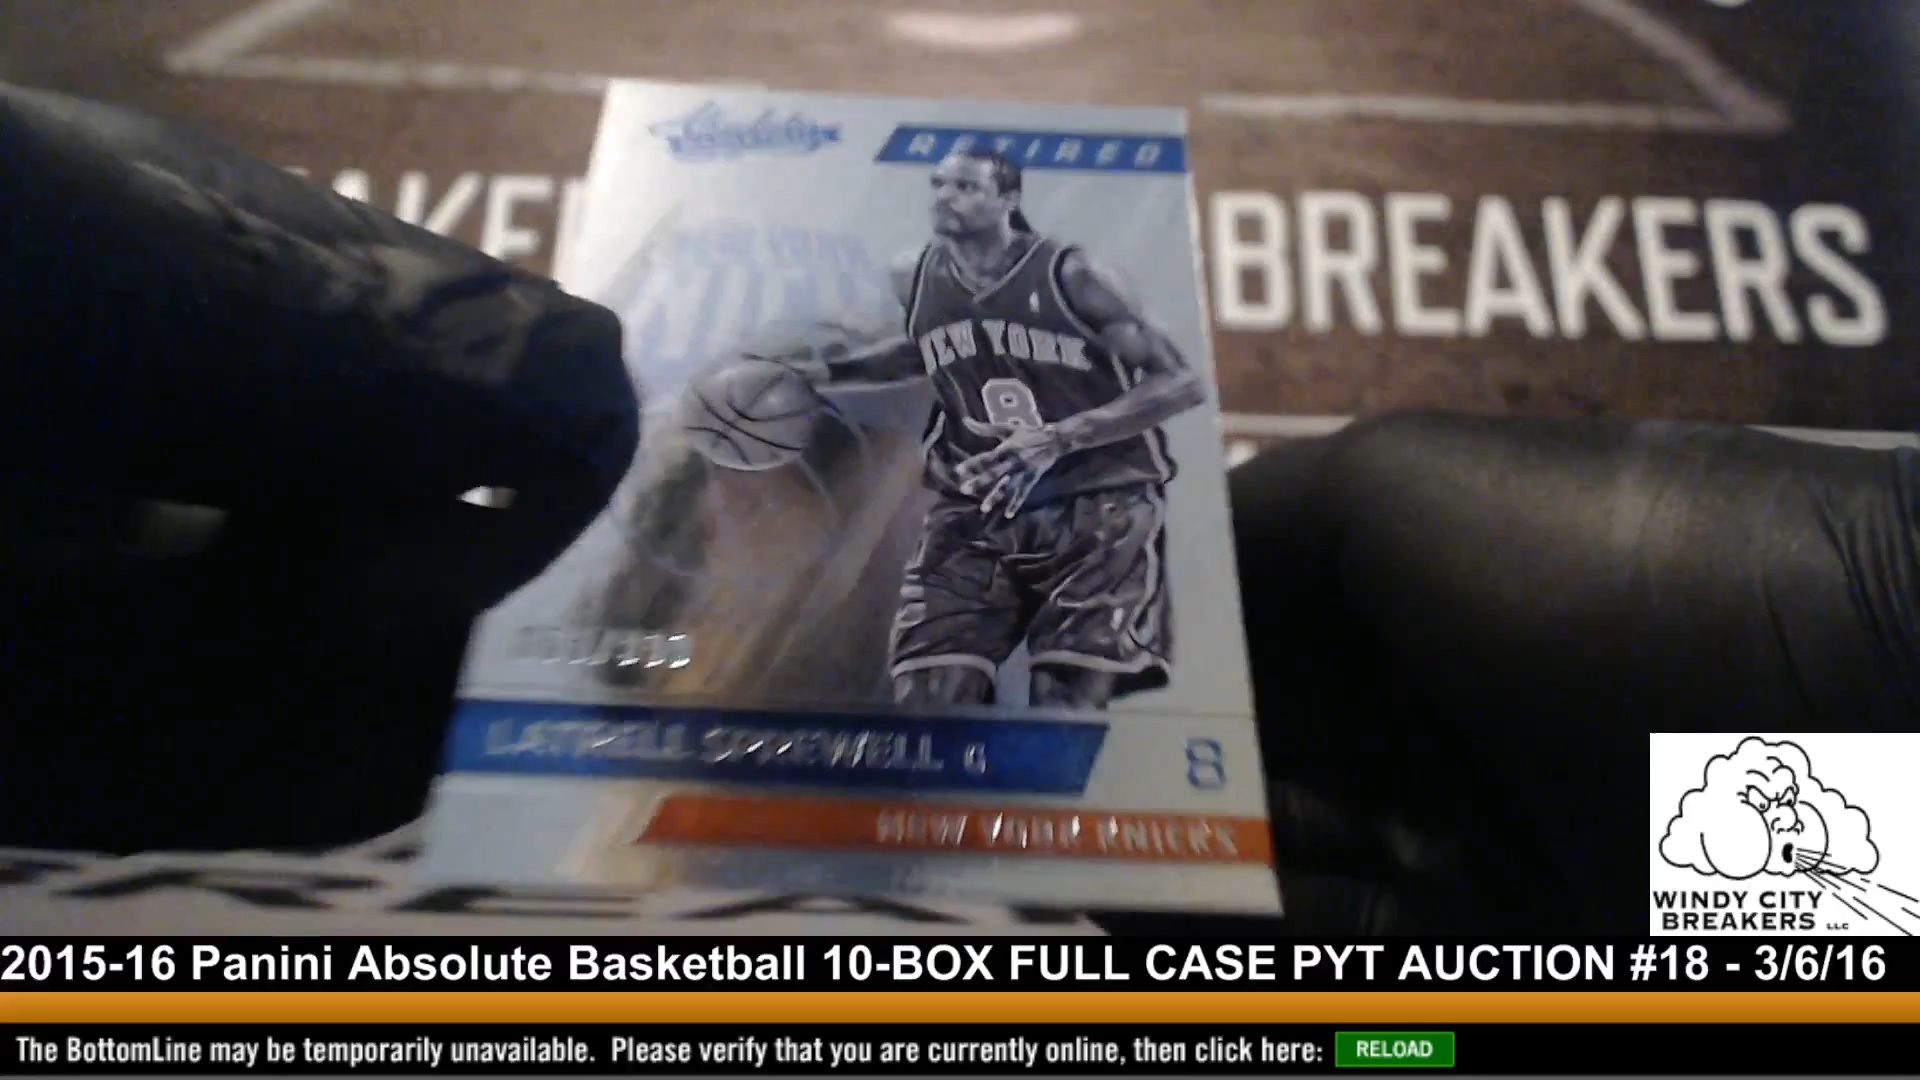 Absolute
RETIRED
BREAKERS
NEW YORK
8
LATRELL SPREWELL G
8
NEW YORK KNICKS
WINDY CITY
BREAKERS LLC
2015-16 Panini Absolute Basketball 10-BOX FULL CASE PYT AUCTION #18 - 3/6/16
The BottomLine may be temporarily unavailable. Please verify that you are currently online, then click here: RELOAD